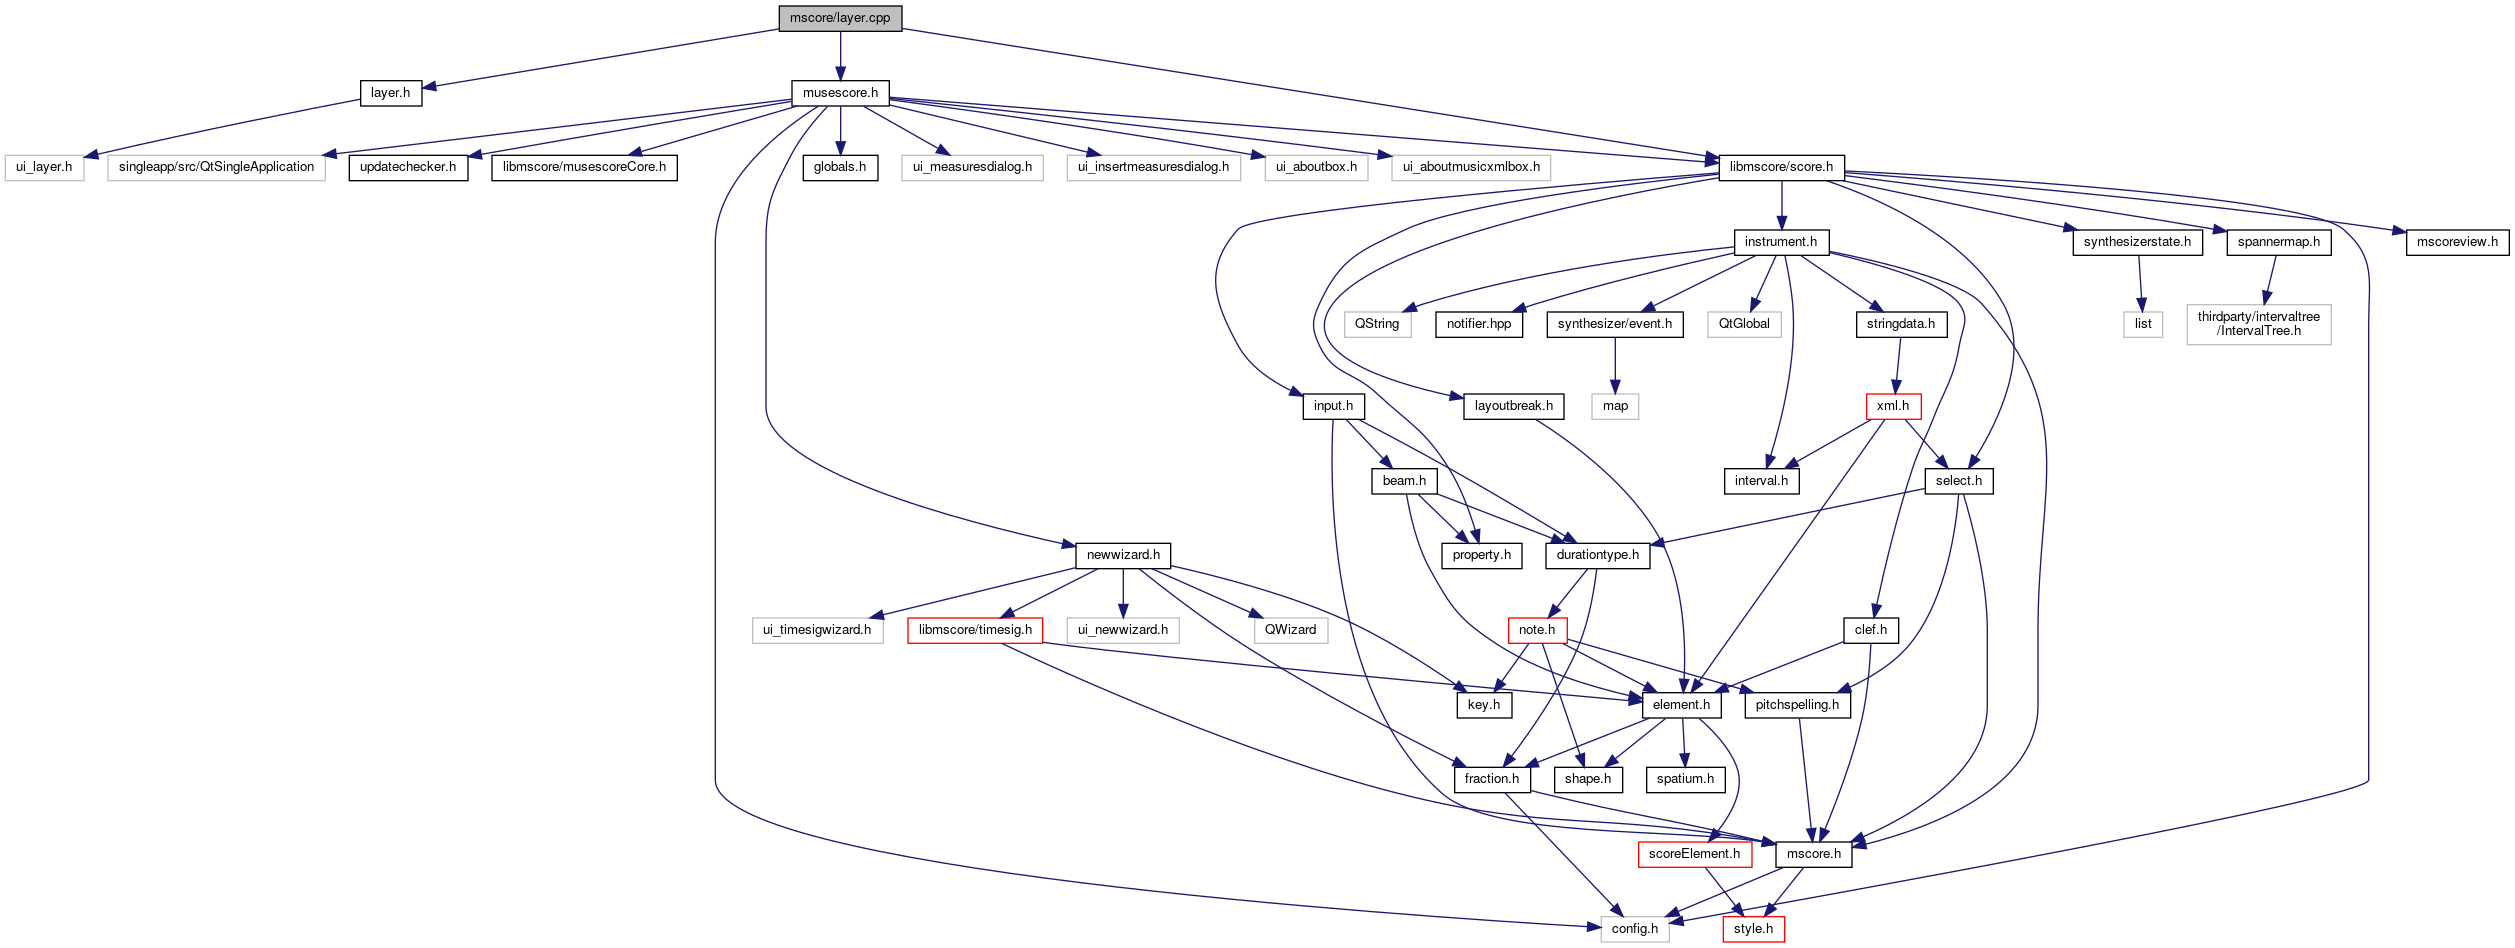 mscore/layer.cpp
layer.h
musescore.h
ui_layer.h
singleapp/src/QtSingleApplication
updatechecker.h
libmscore/musescoreCore.h
globals.h
ui_measuresdialog.h
ui_insertmeasuresdialog.h
ui_aboutbox.h
ui_aboutmusicxmlbox.h
libmscore/score.h
instrument.h
synthesizerstate.h
spannermap.h
mscoreview.h
QString
notifier.hpp
synthesizer/event.h
QtGlobal
stringdata.h
list
thirdparty/intervaltree
/IntervalTree.h
input.h
layoutbreak.h
map
xml.h
beam.h
interval.h
select.h
newwizard.h
property.h
durationtype.h
ui_timesigwizard.h
libmscore/timesig.h
ui_newwizard.h
QWizard
note.h
clef.h
key.h
element.h
pitchspelling.h
fraction.h
shape.h
spatium.h
scoreElement.h
mscore.h
config.h
style.h